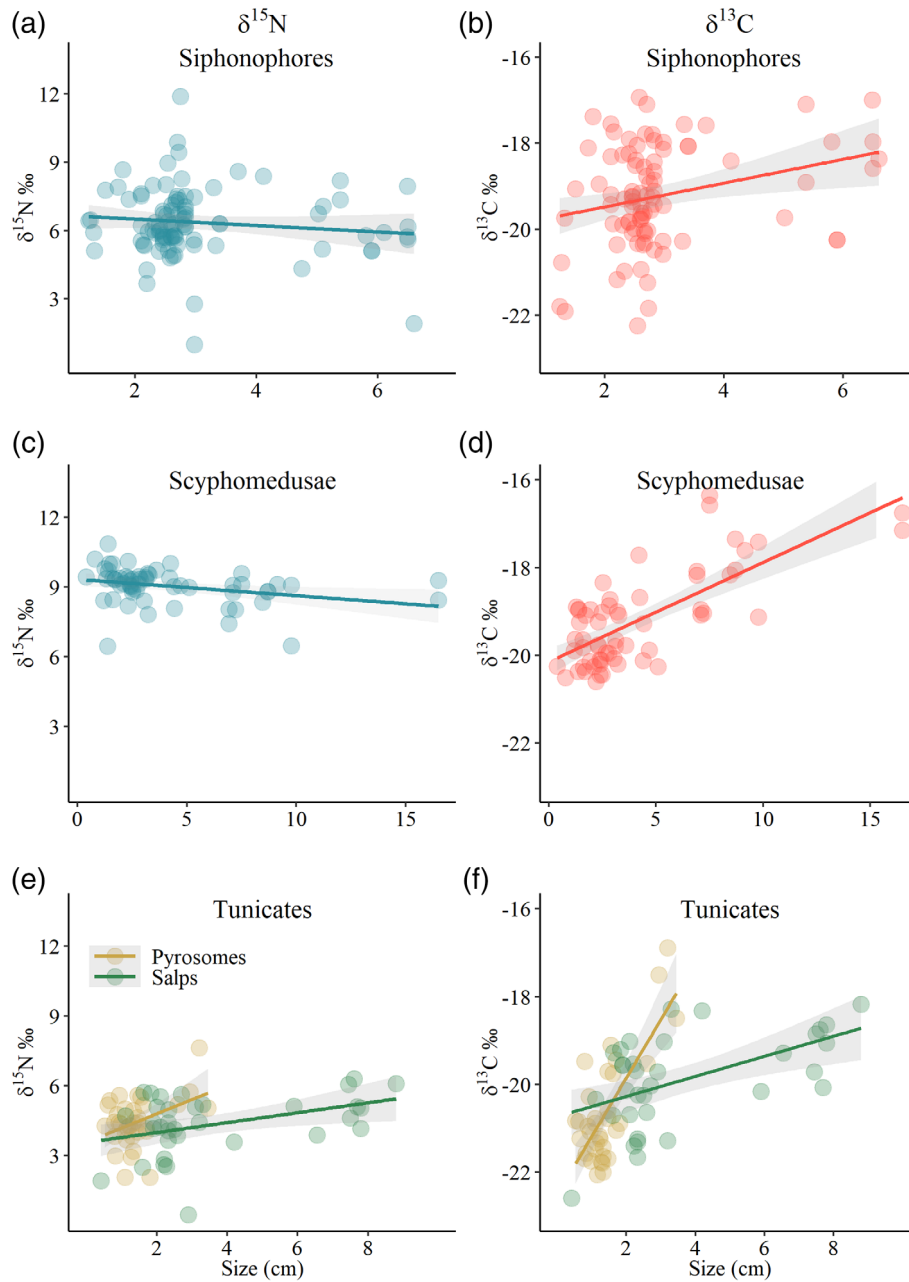 (a) δ¹⁵N (b) δ¹³C
Siphonophores Siphonophores
12
9
6
3
δ¹⁵N ‰
2 4 6
-16
-18
-20
-22
δ¹³C ‰
2 4 6
(c) (d)
Scyphomedusae Scyphomedusae
12
9
6
3
δ¹⁵N ‰
0 5 10 15
-16
-18
-20
-22
δ¹³C ‰
0 5 10 15
(e) (f)
Tunicates Tunicates
Pyrosomes
Salps
12
9
6
3
δ¹⁵N ‰
2 4 6 8
Size (cm)
-16
-18
-20
-22
δ¹³C ‰
2 4 6 8
Size (cm)